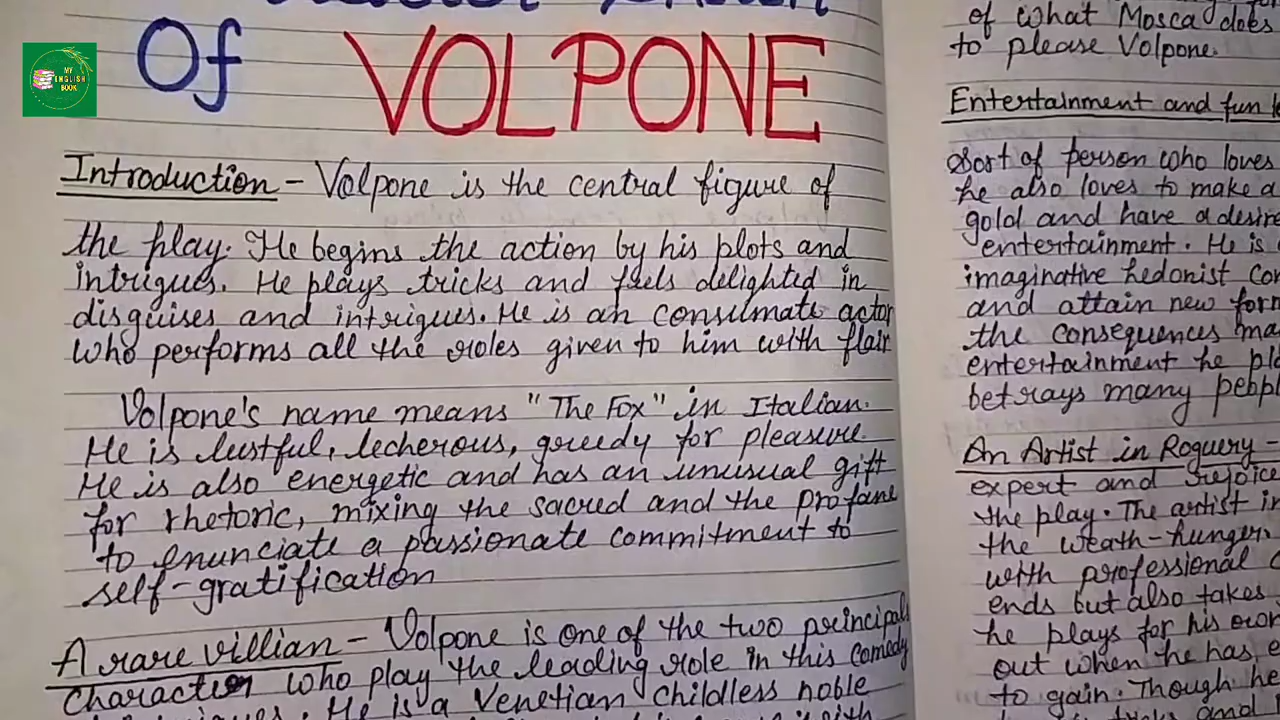 Of VOLPONE
MY
ENGLISH
BOOK
Introduction - Volpone is the central figure of
the play. He begins the action by his plots and
intrigues. He plays tricks and feels delighted in
disguises and intrigues. He is an consumate actor
who performs all the roles given to him with flair
Volpone's name means "The Fox" in Italian.
He is lustful, lecherous, greedy for pleasure.
He is also energetic and has an unusual gift
for rhetoric, mixing the sacred and the profane
to enunciate a passionate commitment to
self-gratification
A rare villian - Volpone is one of the two principal
character who play the leading role in this comedy
He is a Venetian childless noble
of what Mosca does
to please Volpone.
Entertainment and fun
Sort of person who loves
he also loves to make a
gold and have a desire
entertainment. He is
imaginative hedonist
and attain new
the consequences
entertainment he
betrays many
An Artist in Roguery -
expert and
the play. The artist
the weath-hunger
with professional
ends but also takes
he plays for his own
out when he has
to gain. Though he
and